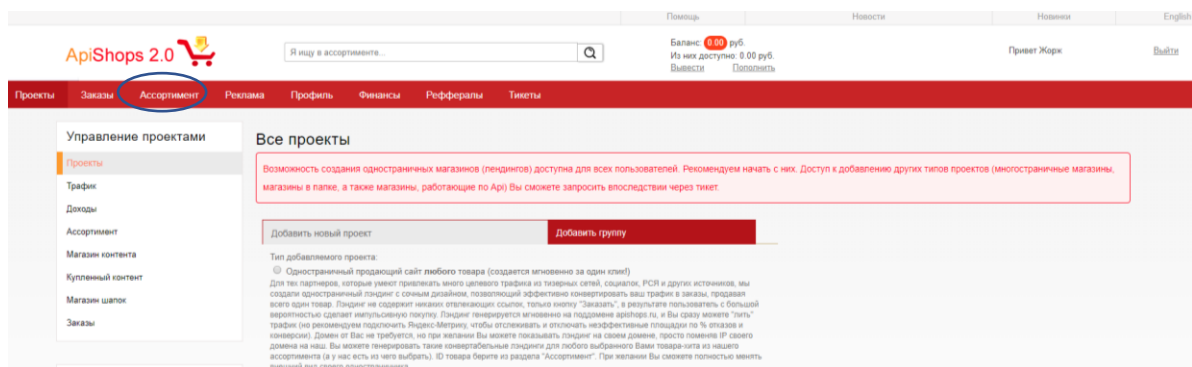 Помощь Новости Новинки English
ApiShops 2.0
Я ищу в ассортименте...
Баланс: 0.00 руб.
Из них доступно: 0.00 руб.
Вывести Пополнить
Привет Жорж
Выйти
Проекты Заказы Ассортимент Реклама Профиль Финансы Реффералы Тикеты
Управление проектами
Проекты
Трафик
Доходы
Ассортимент
Магазин контента
Купленный контент
Магазин шапок
Заказы
Все проекты
Возможность создания одностраничных магазинов (лендингов) доступна для всех пользователей. Рекомендуем начать с них. Доступ к добавлению других типов проектов (многостраничные магазины,
магазины в папке, а также магазины, работающие по Api) Вы сможете запросить впоследствии через тикет.
Добавить новый проект Добавить группу
Тип добавляемого проекта:
Одностраничный продающий сайт любого товара (создается мгновенно за один клик!)
Для тех партнеров, которые умеют привлекать много целевого трафика из тизерных сетей, социалок, РСЯ и других источников, мы
создали одностраничный лэндинг с сочным дизайном, позволяющий эффективно конвертировать ваш трафик в заказы, продавая
всего один товар. Лэндинг не содержит никаких отвлекающих ссылок, только кнопку "Заказать", в результате пользователь с большой
вероятностью сделает импульсивную покупку. Лэндинг генерируется мгновенно на поддомене apishops.ru, и Вы сразу можете "лить"
трафик (но рекомендуем подключить Яндекс-Метрику, чтобы отслеживать и отключать неэффективные площадки по % отказов и
конверсии). Домен от Вас не требуется, но при желании Вы можете показывать лэндинг на своем домене, просто поменяв IP своего
домена на наш. Вы можете генерировать такие конвертабельные лэндинги для любого выбранного Вами товара-хита из нашего
ассортимента (а у нас есть из чего выбрать). ID товара берите из раздела "Ассортимент". При желании Вы сможете полностью менять